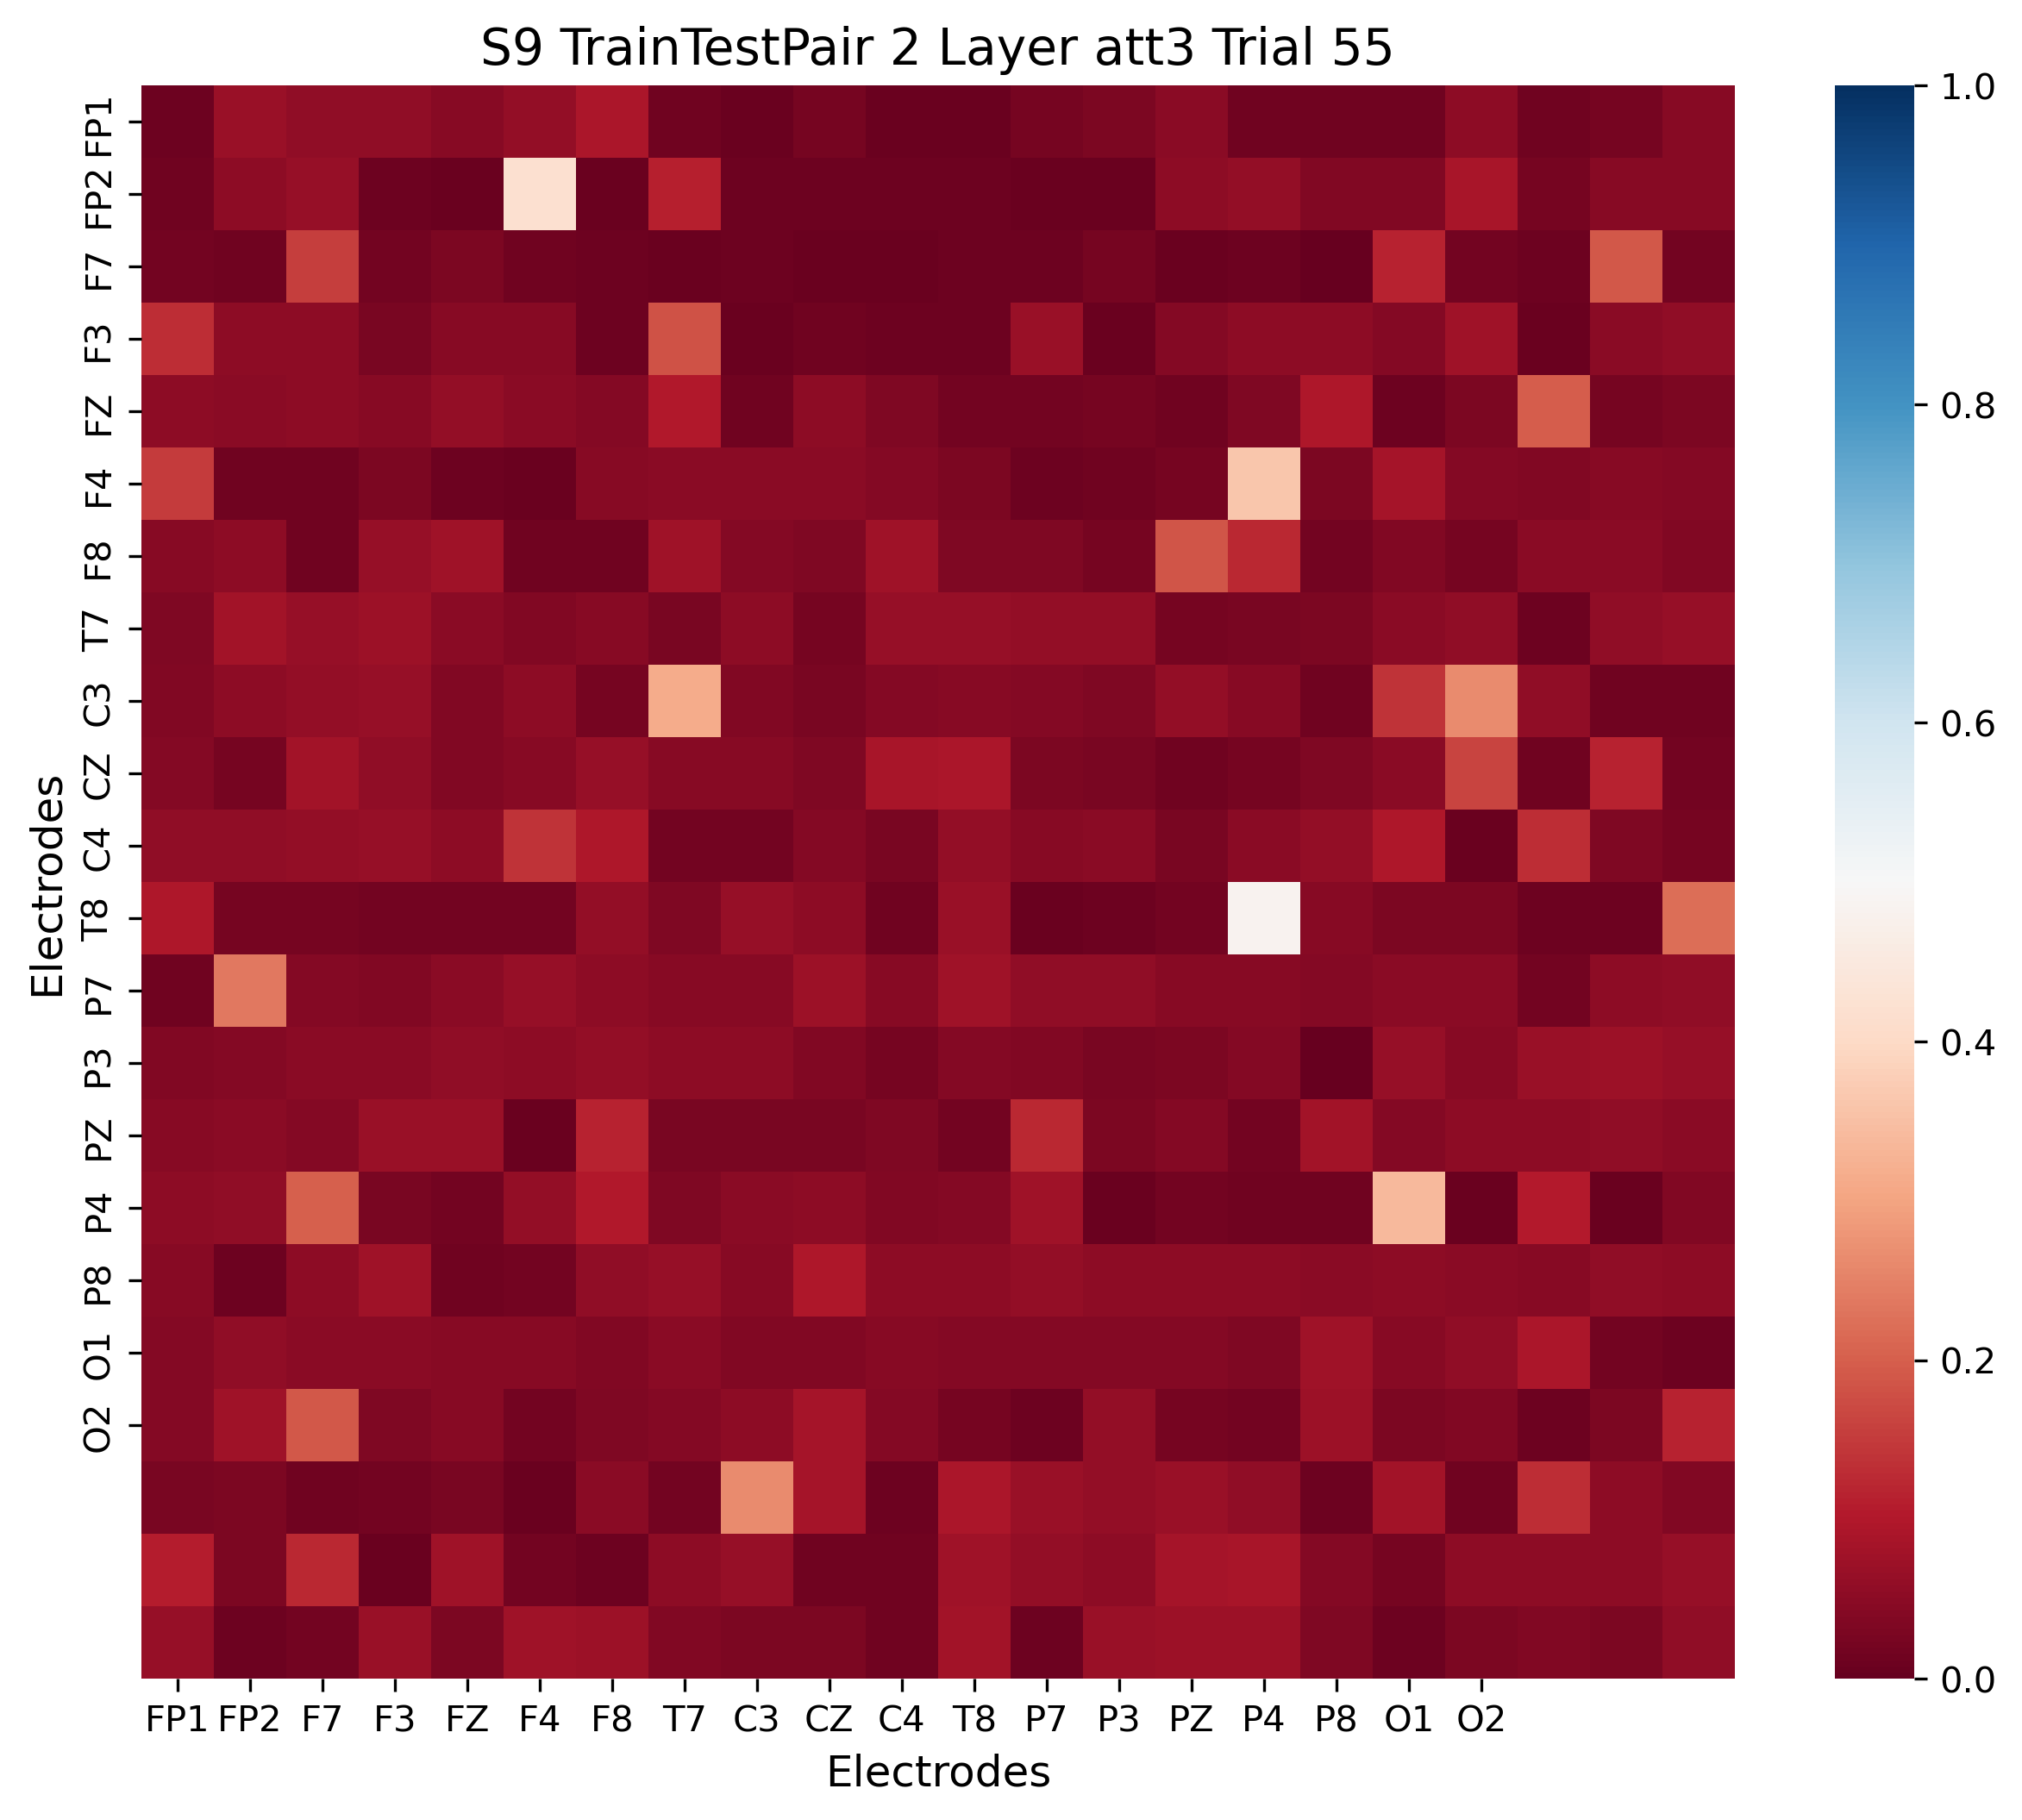 S9 TrainTestPair 2 Layer att3 Trial 55
Electrodes
FP1
FP2
F7
F3
FZ
F4
F8
T7
C3
CZ
C4
T8
P7
P3
PZ
P4
P8
O1
O2
FP1 FP2 F7 F3 FZ F4 F8 T7 C3 CZ C4 T8 P7 P3 PZ P4 P8 O1 O2
Electrodes
1.0
0.8
0.6
0.4
0.2
0.0